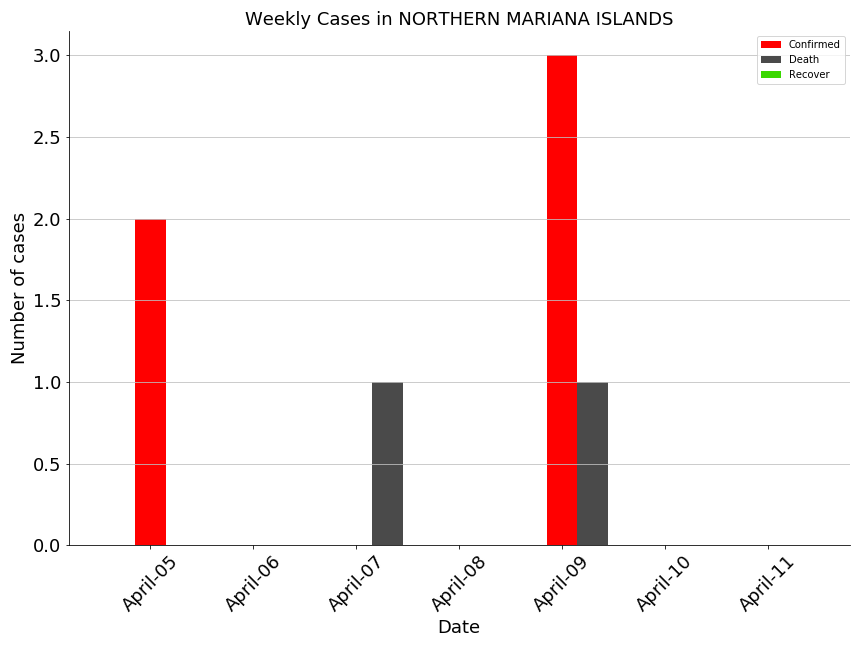 Weekly Cases in NORTHERN MARIANA ISLANDS
Confirmed
Death
Recover
Number of cases
3.0
2.5
2.0
1.5
1.0
0.5
0.0
April-05
April-06
April-07
April-08
April-09
April-10
April-11
Date